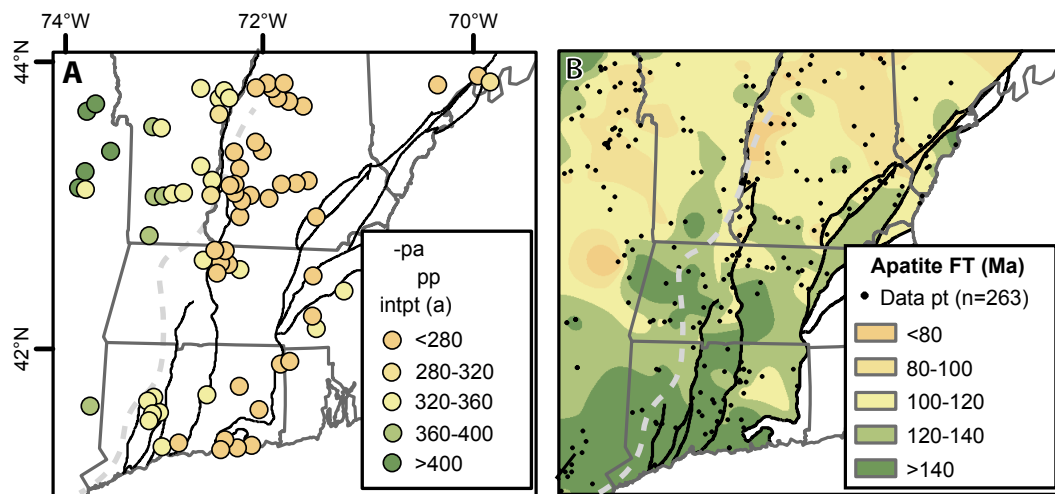 74°W 72°W 70°W
44°N
42°N
A
-pa
pp
intpt (a)
<280
280-320
320-360
360-400
>400
B
Apatite FT (Ma)
Data pt (n=263)
<80
80-100
100-120
120-140
>140